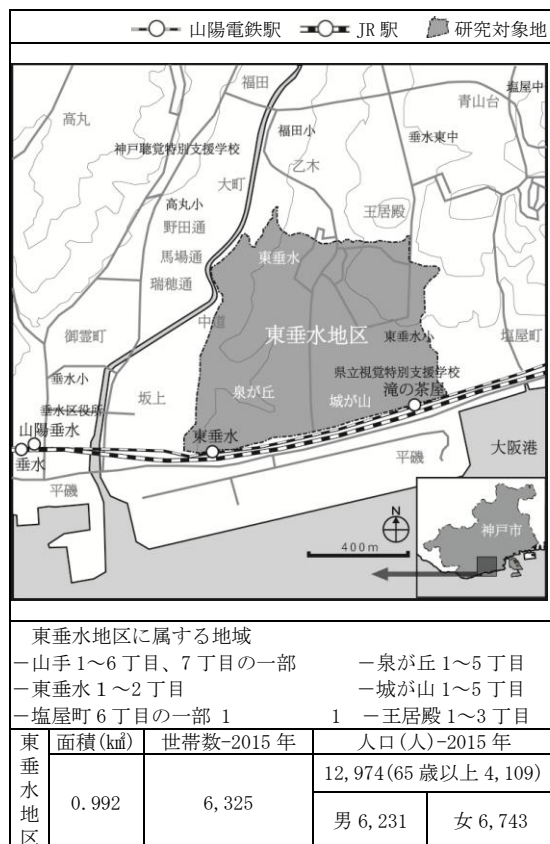 山陽電鉄駅 JR駅 研究対象地
福田
塩屋中
青山台
高丸
福田小
垂水東中
神戸聴覚特別支援学校
乙木
大町
高丸小
王居殿
野田通
馬場通
東垂水
瑞穂通
中道
東垂水地区
御霊町
東垂水小
塩屋町
県立視覚特別支援学校
垂水小
泉が丘
坂上
城が山
滝の茶屋
垂水区役所
山陽垂水
東垂水
垂水
平磯
大阪港
平磯
N
400m
神戸市
東垂水地区に属する地域
-山手1~6丁目、7丁目の一部 -泉が丘1~5丁目
-東垂水1~2丁目 -城が山1~5丁目
-塩屋町6丁目の一部 1 1 -王居殿1~3丁目
東垂水地区 面積(㎢) 世帯数-2015年 人口(人)-2015年
12,974(65歳以上4,109)
0.992 6,325
男6,231 女6,743